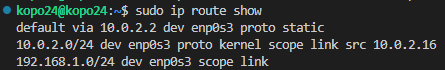 kopo24@kopo24:~$ sudo ip route show
default via 10.0.2.2 dev enp0s3 proto static
10.0.2.0/24 dev enp0s3 proto kernel scope link src 10.0.2.16
192.168.1.0/24 dev enp0s3 scope link